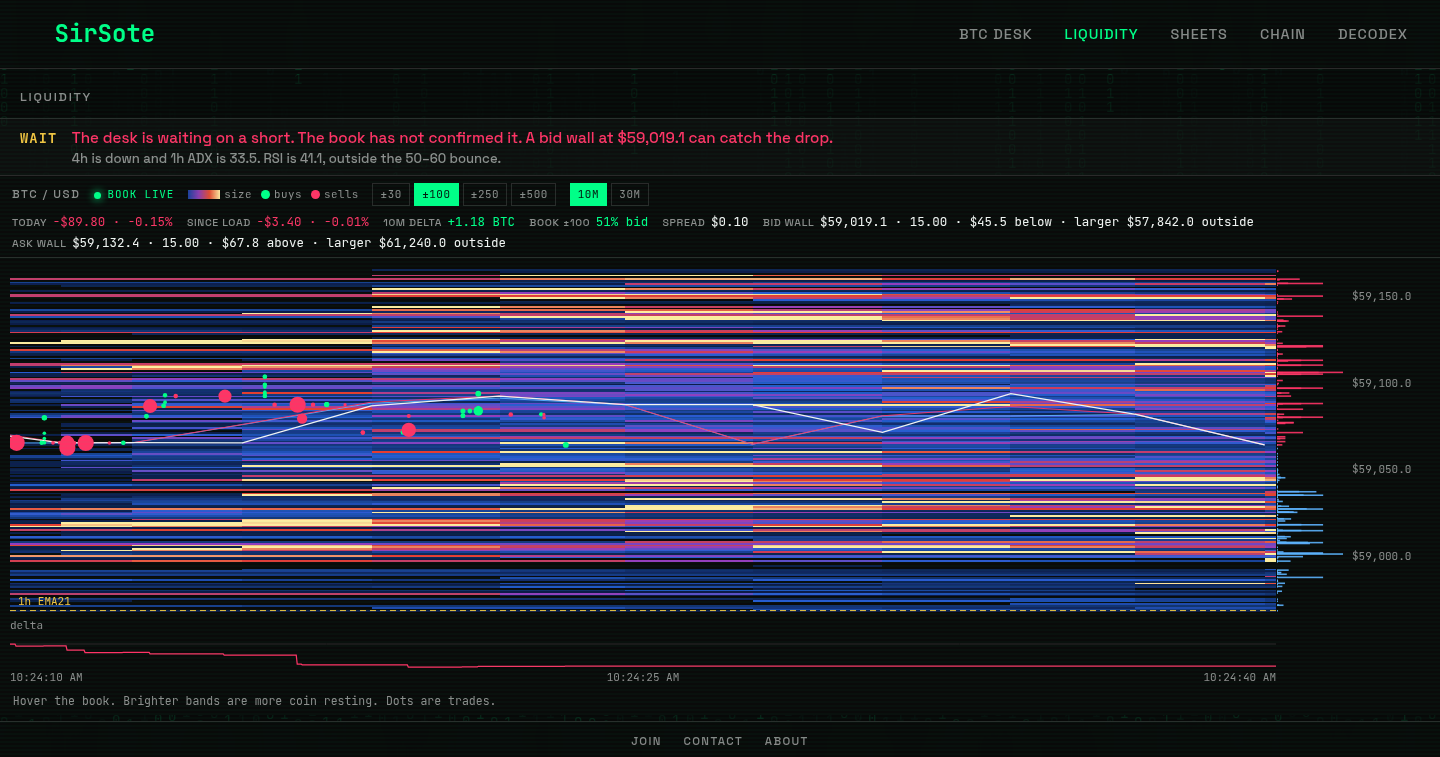 SirSote
BTC DESK LIQUIDITY SHEETS CHAIN DECODEX
LIQUIDITY
WAIT The desk is waiting on a short. The book has not confirmed it. A bid wall at $59,019.1 can catch the drop.
4h is down and 1h ADX is 33.5. RSI is 41.1, outside the 50–60 bounce.
BTC / USD BOOK LIVE size buys sells ±30 ±100 ±250 ±500 10M 30M
TODAY -$89.80 · -0.15% SINCE LOAD -$3.40 · -0.01% 10M DELTA +1.18 BTC BOOK ±100 51% bid SPREAD $0.10 BID WALL $59,019.1 · 15.00 · $45.5 below · larger $57,842.0 outside
ASK WALL $59,132.4 · 15.00 · $67.8 above · larger $61,240.0 outside
$59,150.0
$59,100.0
$59,050.0
$59,000.0
1h EMA21
delta
10:24:10 AM 10:24:25 AM 10:24:40 AM
Hover the book. Brighter bands are more coin resting. Dots are trades.
JOIN CONTACT ABOUT